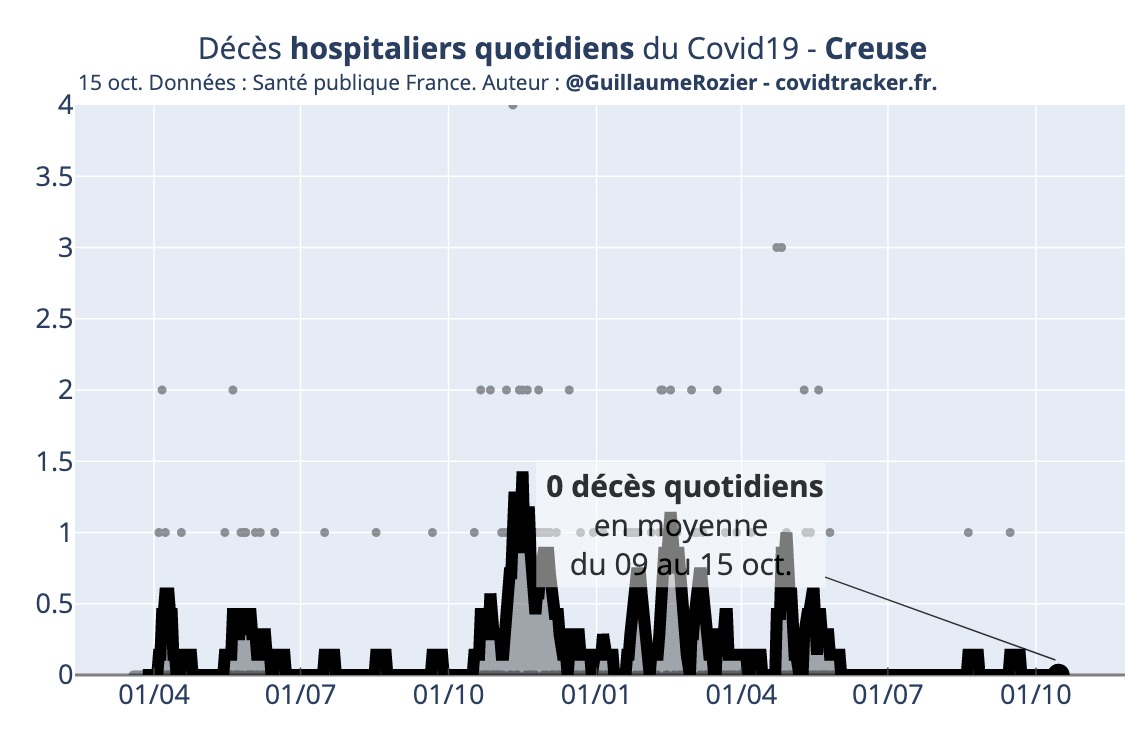 Décès hospitaliers quotidiens du Covid19 - Creuse
15 oct. Données : Santé publique France. Auteur : @GuillaumeRozier - covidtracker.fr.
4
3.5
3
2.5
2
1.5
1
0.5
0
0 décès quotidiens
en moyenne
du 09 au 15 oct.
01/04 01/07 01/10 01/01 01/04 01/07 01/10